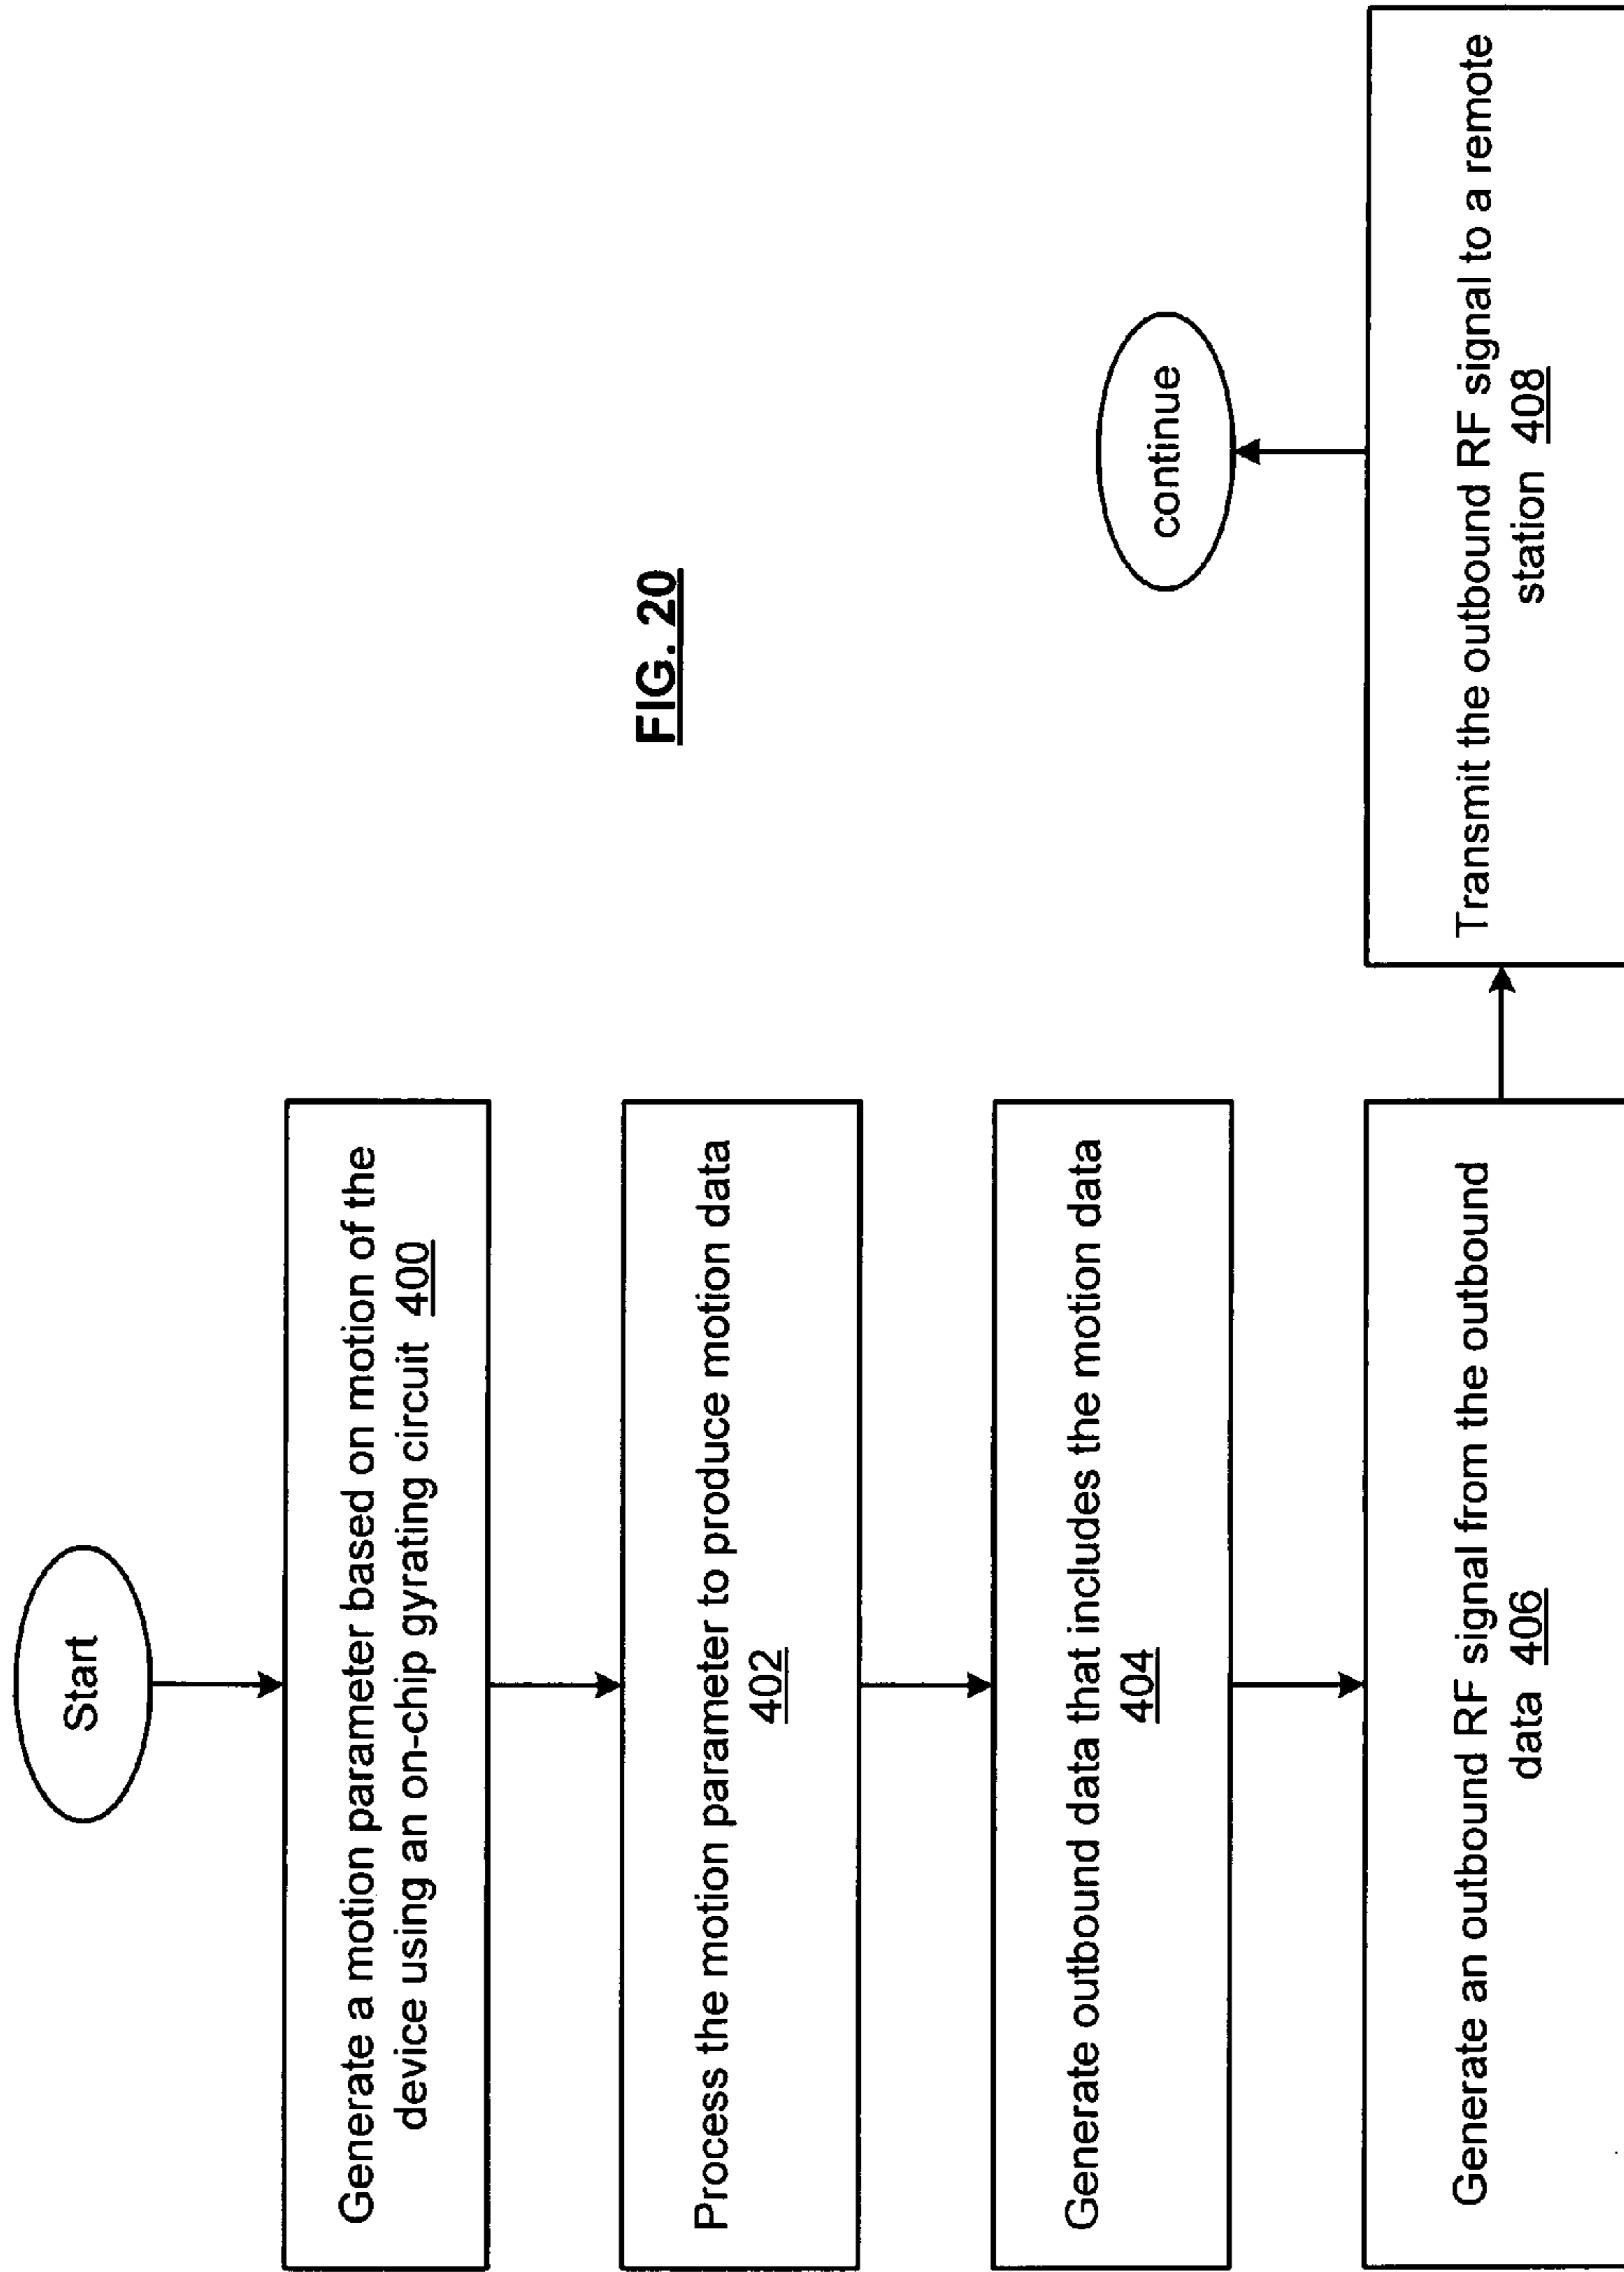 Start
Generate a motion parameter based on motion of the
device using an on-chip gyrating circuit 400
Process the motion parameter to produce motion data
402
Generate outbound data that includes the motion data
404
Generate an outbound RF signal from the outbound
data 406
Transmit the outbound RF signal to a remote
station 408
continue
FIG. 20